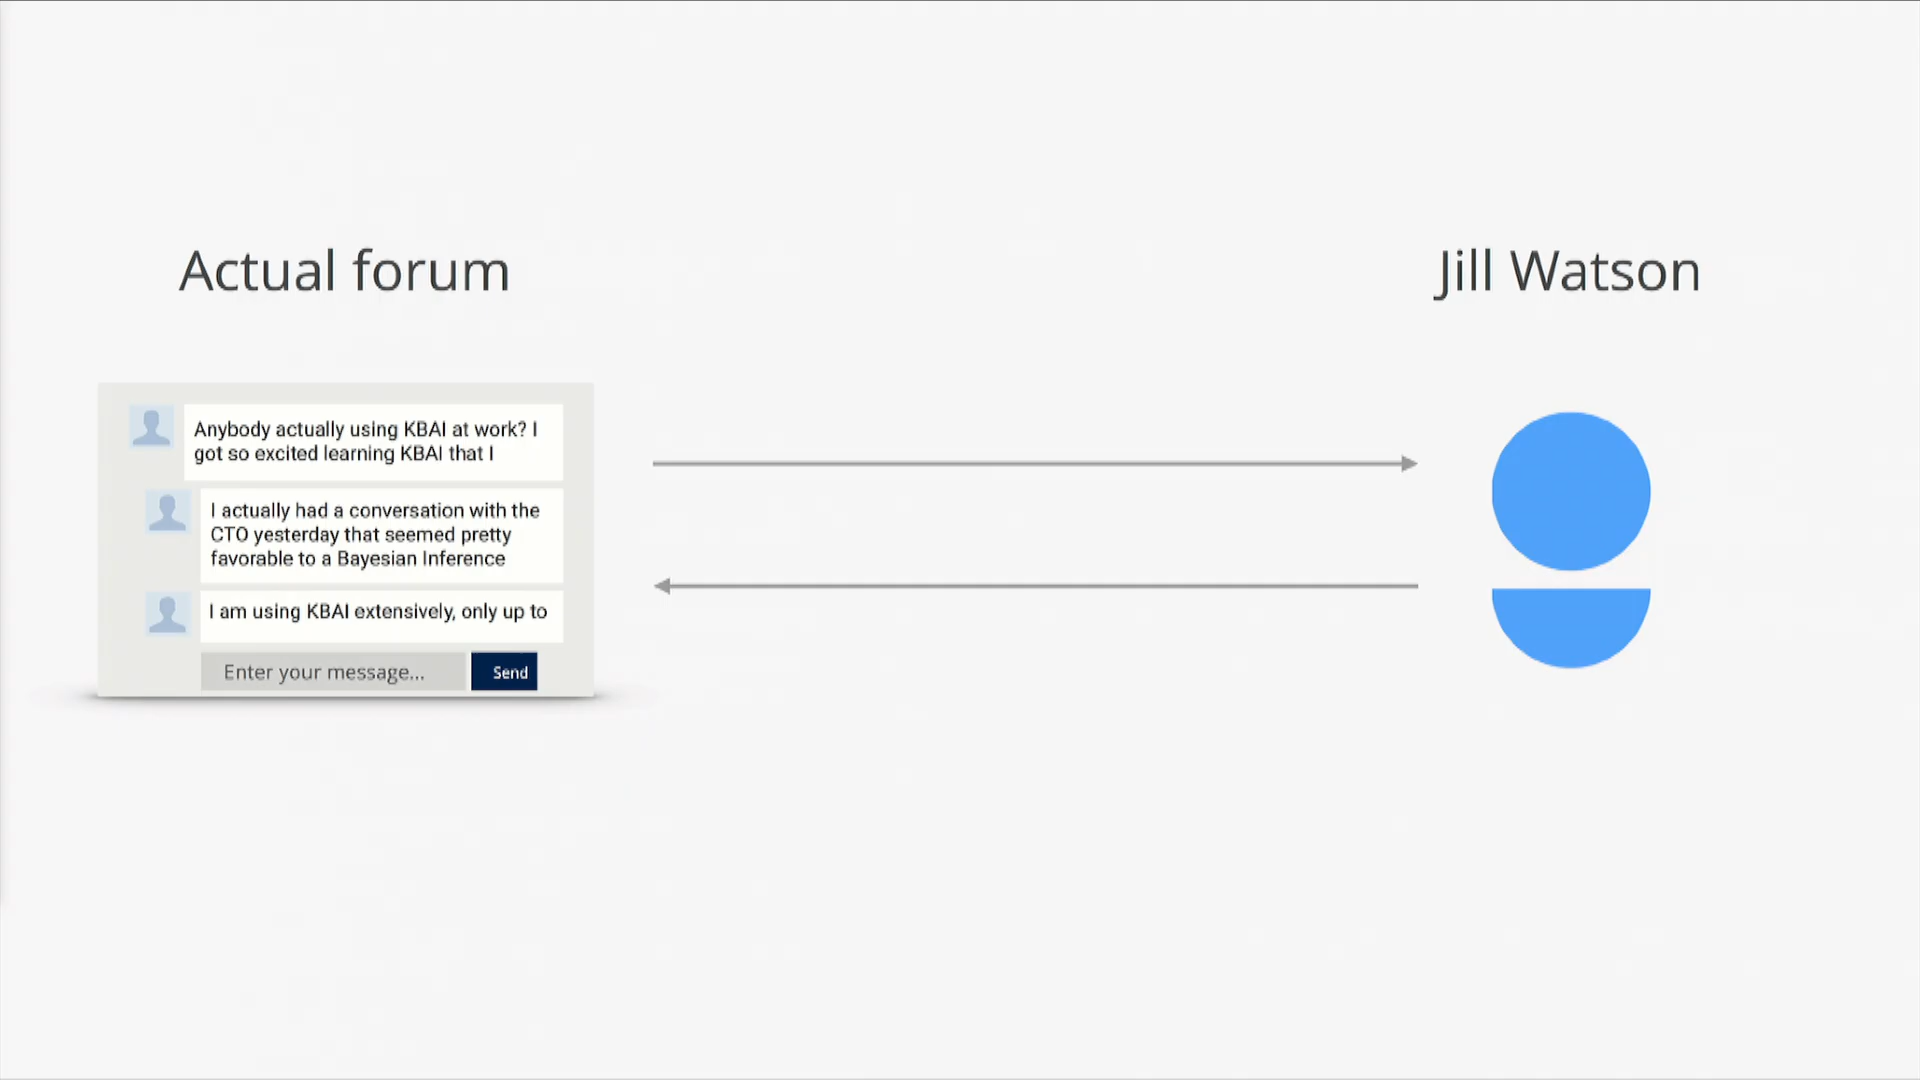 Actual forum
Jill Watson
Anybody actually using KBAI at work? I
got so excited learning KBAI that I
I actually had a conversation with the
CTO yesterday that seemed pretty
favorable to a Bayesian Inference
I am using KBAI extensively, only up to
Enter your message...
Send